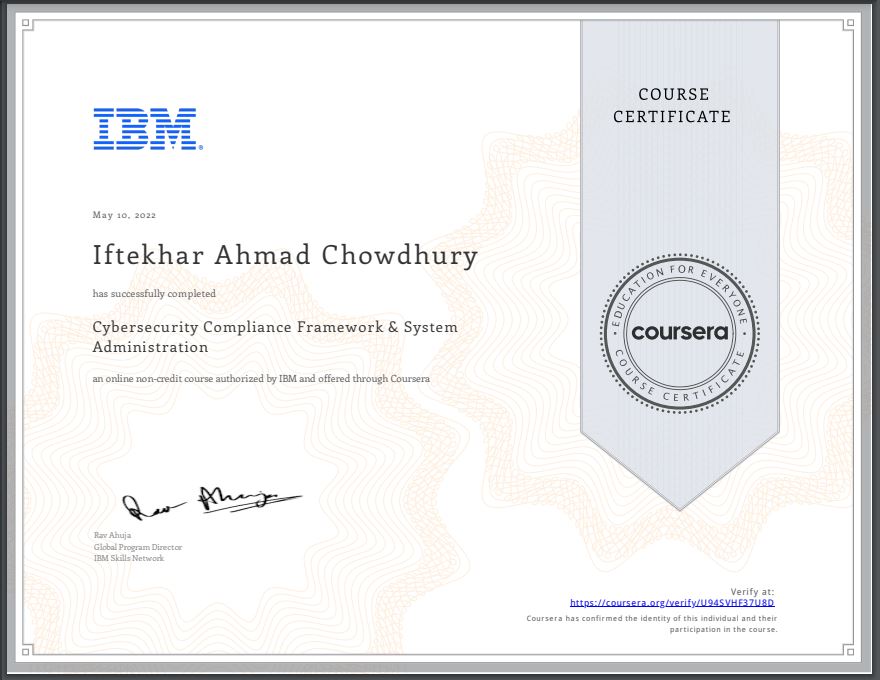 IBM®
COURSE
CERTIFICATE
May 10, 2022
Iftekhar Ahmad Chowdhury
has successfully completed
Cybersecurity Compliance Framework & System
Administration
an online non-credit course authorized by IBM and offered through Coursera
EDUCATION FOR EVERYONE
coursera
COURSE CERTIFICATE
Rav Ahuja
Rav Ahuja
Global Program Director
IBM Skills Network
Verify at:
https://coursera.org/verify/U94SVHF37U8D
Coursera has confirmed the identity of this individual and their
participation in the course.